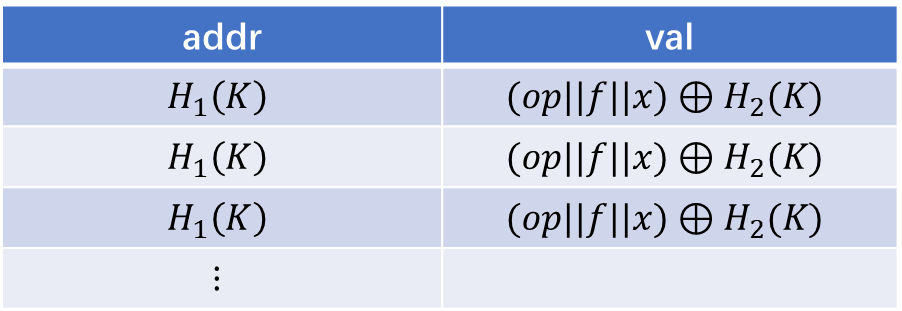 addr val
H₁(K) (op||f||x) ⊕ H₂(K)
H₁(K) (op||f||x) ⊕ H₂(K)
H₁(K) (op||f||x) ⊕ H₂(K)
⋮